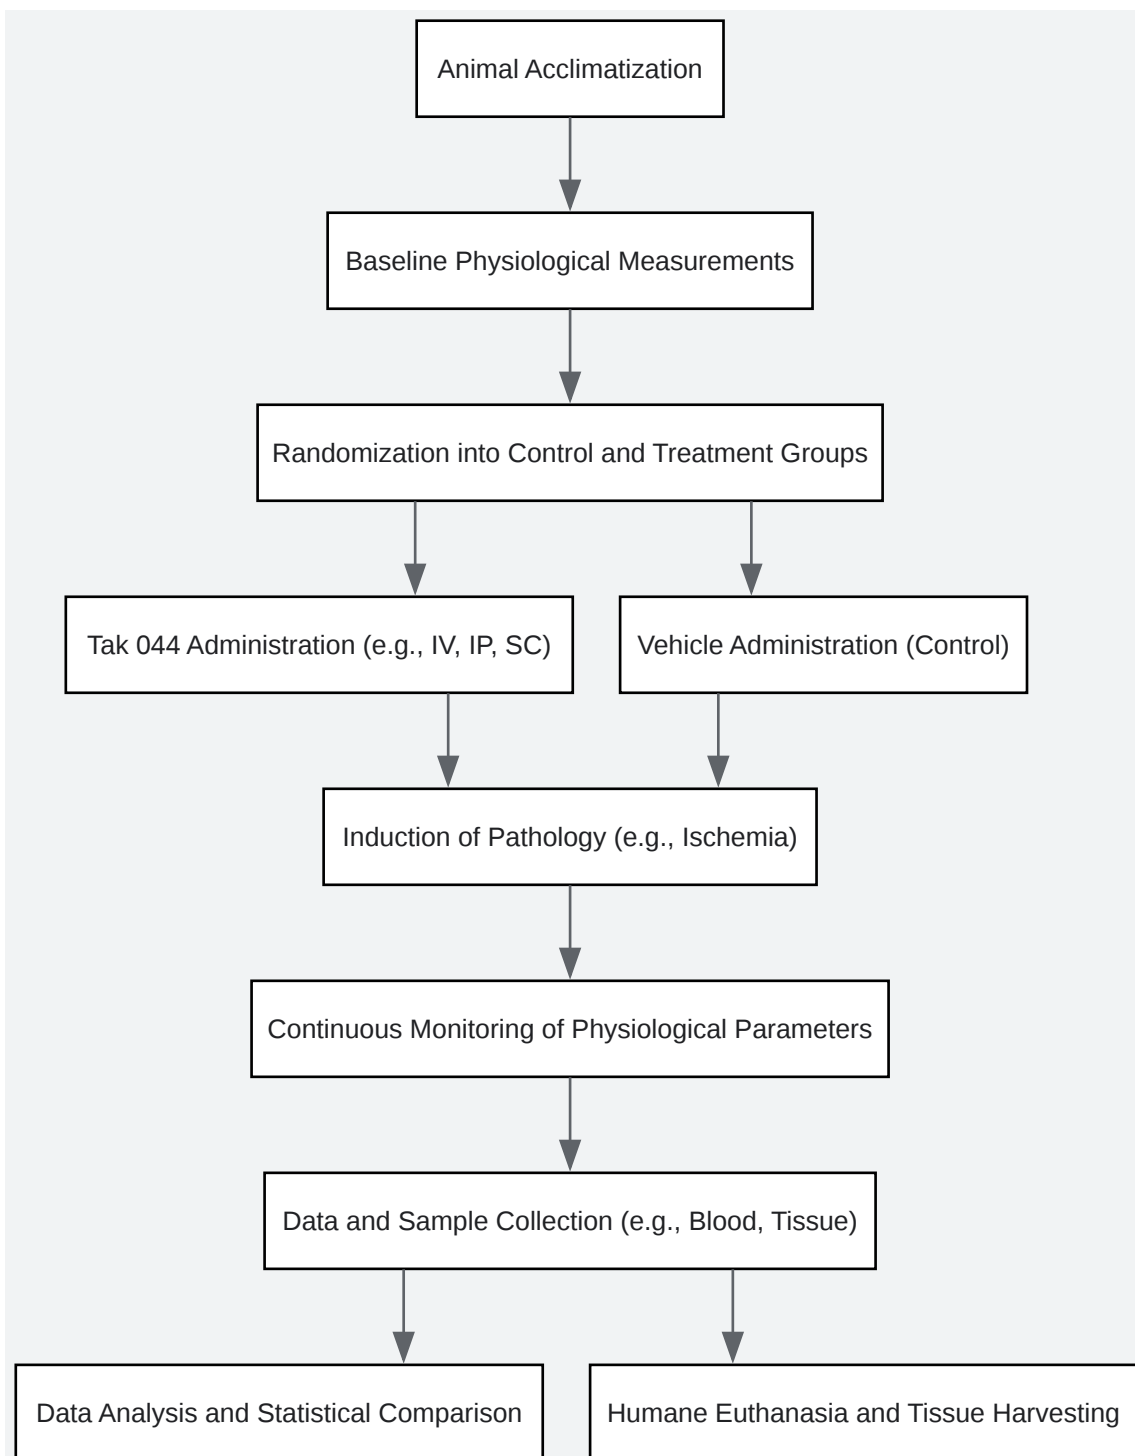 Animal Acclimatization
Baseline Physiological Measurements
Randomization into Control and Treatment Groups
Tak 044 Administration (e.g., IV, IP, SC)
Vehicle Administration (Control)
Induction of Pathology (e.g., Ischemia)
Continuous Monitoring of Physiological Parameters
Data and Sample Collection (e.g., Blood, Tissue)
Data Analysis and Statistical Comparison
Humane Euthanasia and Tissue Harvesting